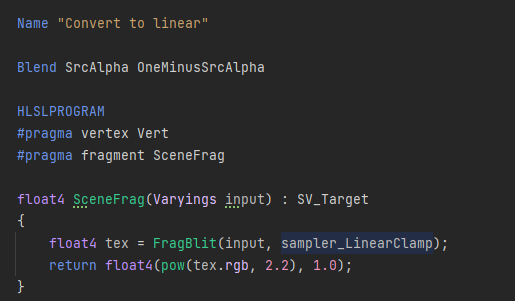 Name "Convert to linear"
Blend SrcAlpha OneMinusSrcAlpha
HLSLPROGRAM
#pragma vertex Vert
#pragma fragment SceneFrag
float4 SceneFrag(Varyings input) : SV_Target
{
float4 tex = FragBlit(input, sampler_LinearClamp);
return float4(pow(tex.rgb, 2.2), 1.0);
}